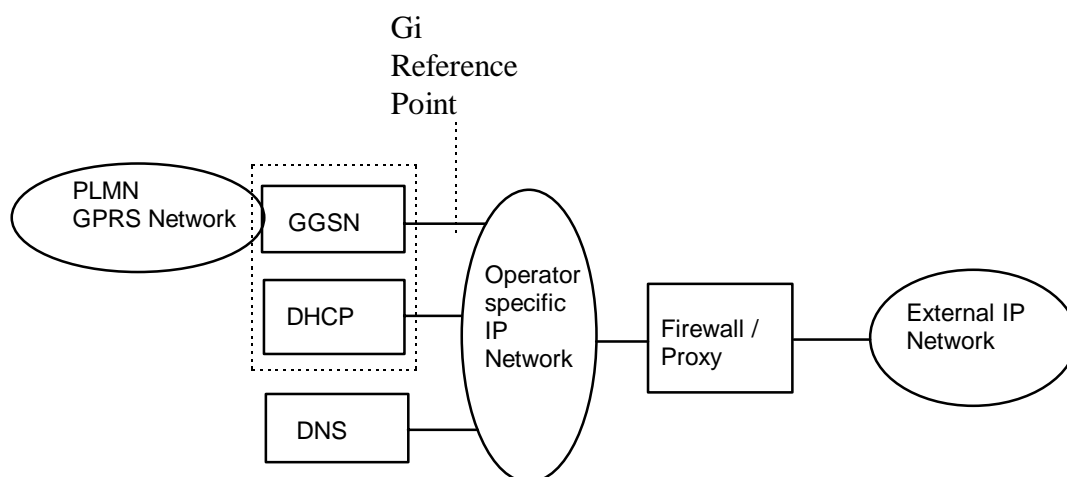 Gi
Reference
Point
PLMN
GPRS Network
GGSN
DHCP
DNS
Operator
specific
IP
Network
Firewall /
Proxy
External IP
Network